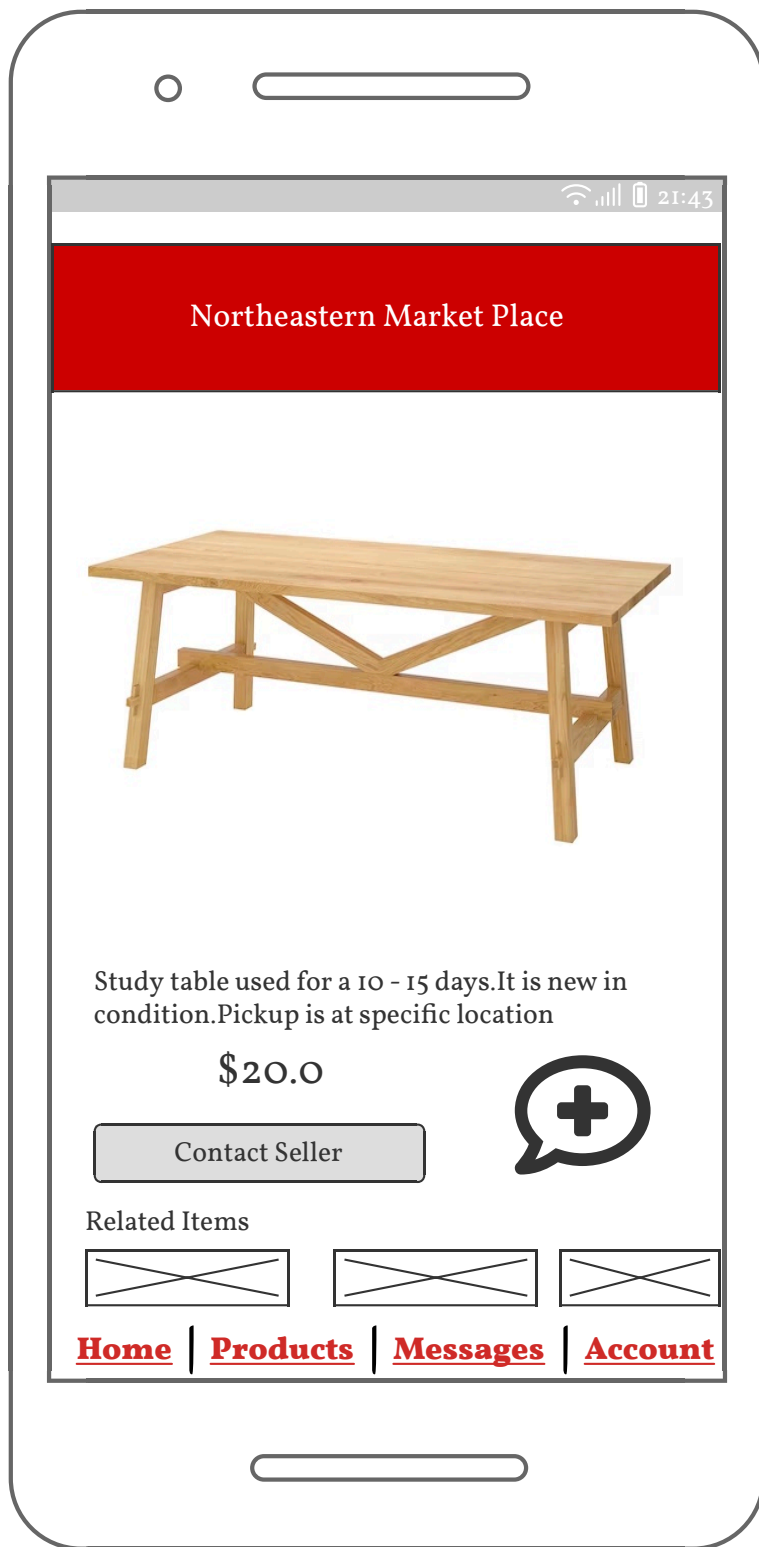 21:43
Northeastern Market Place
Study table used for a 10 - 15 days.It is new in
condition.Pickup is at specific location
$20.0
Contact Seller
Related Items
Home Products Messages Account